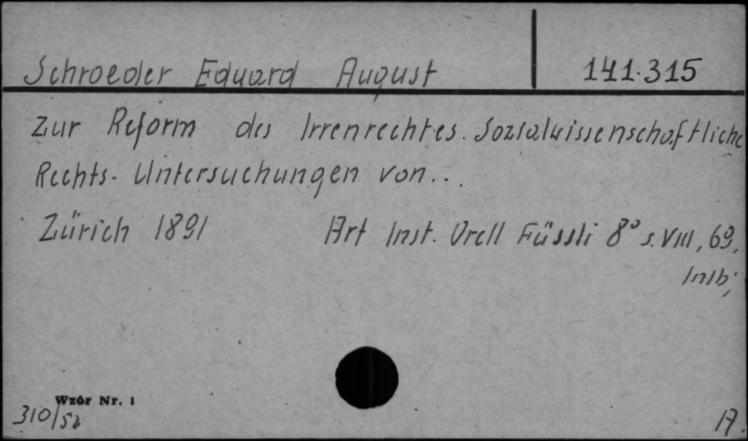 Schroeder Eduard August 141.315
Zur Reform des Irrenrechtes. Sozialwissenschaftliche
Rechts-Untersuchungen von...
Zürich 1891 Art Inst. Orell Füssli 8° s. VIII, 69,
Inlb;
Wzór Nr. 1
310/52
A.